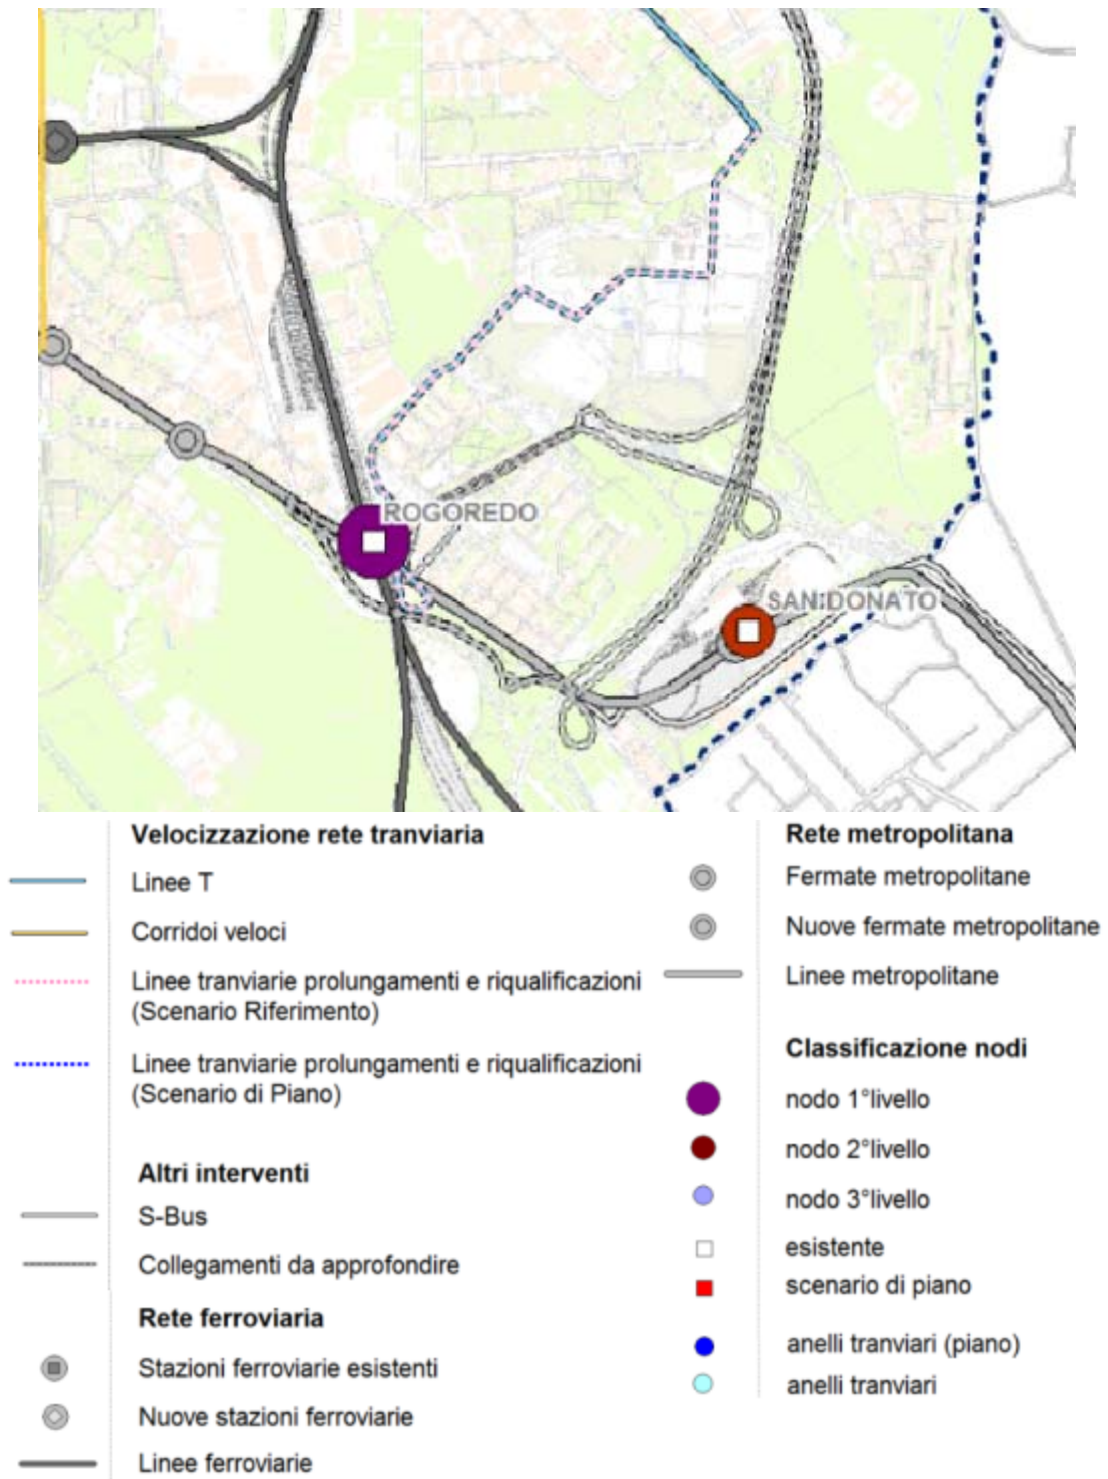 ROGOREDO
SAN DONATO
Velocizzazione rete tranviaria
Linee T
Corridoi veloci
Linee tranviarie prolungamenti e riqualificazioni
(Scenario Riferimento)
Linee tranviarie prolungamenti e riqualificazioni
(Scenario di Piano)
Altri interventi
S-Bus
Collegamenti da approfondire
Rete ferroviaria
Stazioni ferroviarie esistenti
Nuove stazioni ferroviarie
Linee ferroviarie
Rete metropolitana
Fermate metropolitane
Nuove fermate metropolitane
Linee metropolitane
Classificazione nodi
nodo 1°livello
nodo 2°livello
nodo 3°livello
esistente
scenario di piano
anelli tranviari (piano)
anelli tranviari